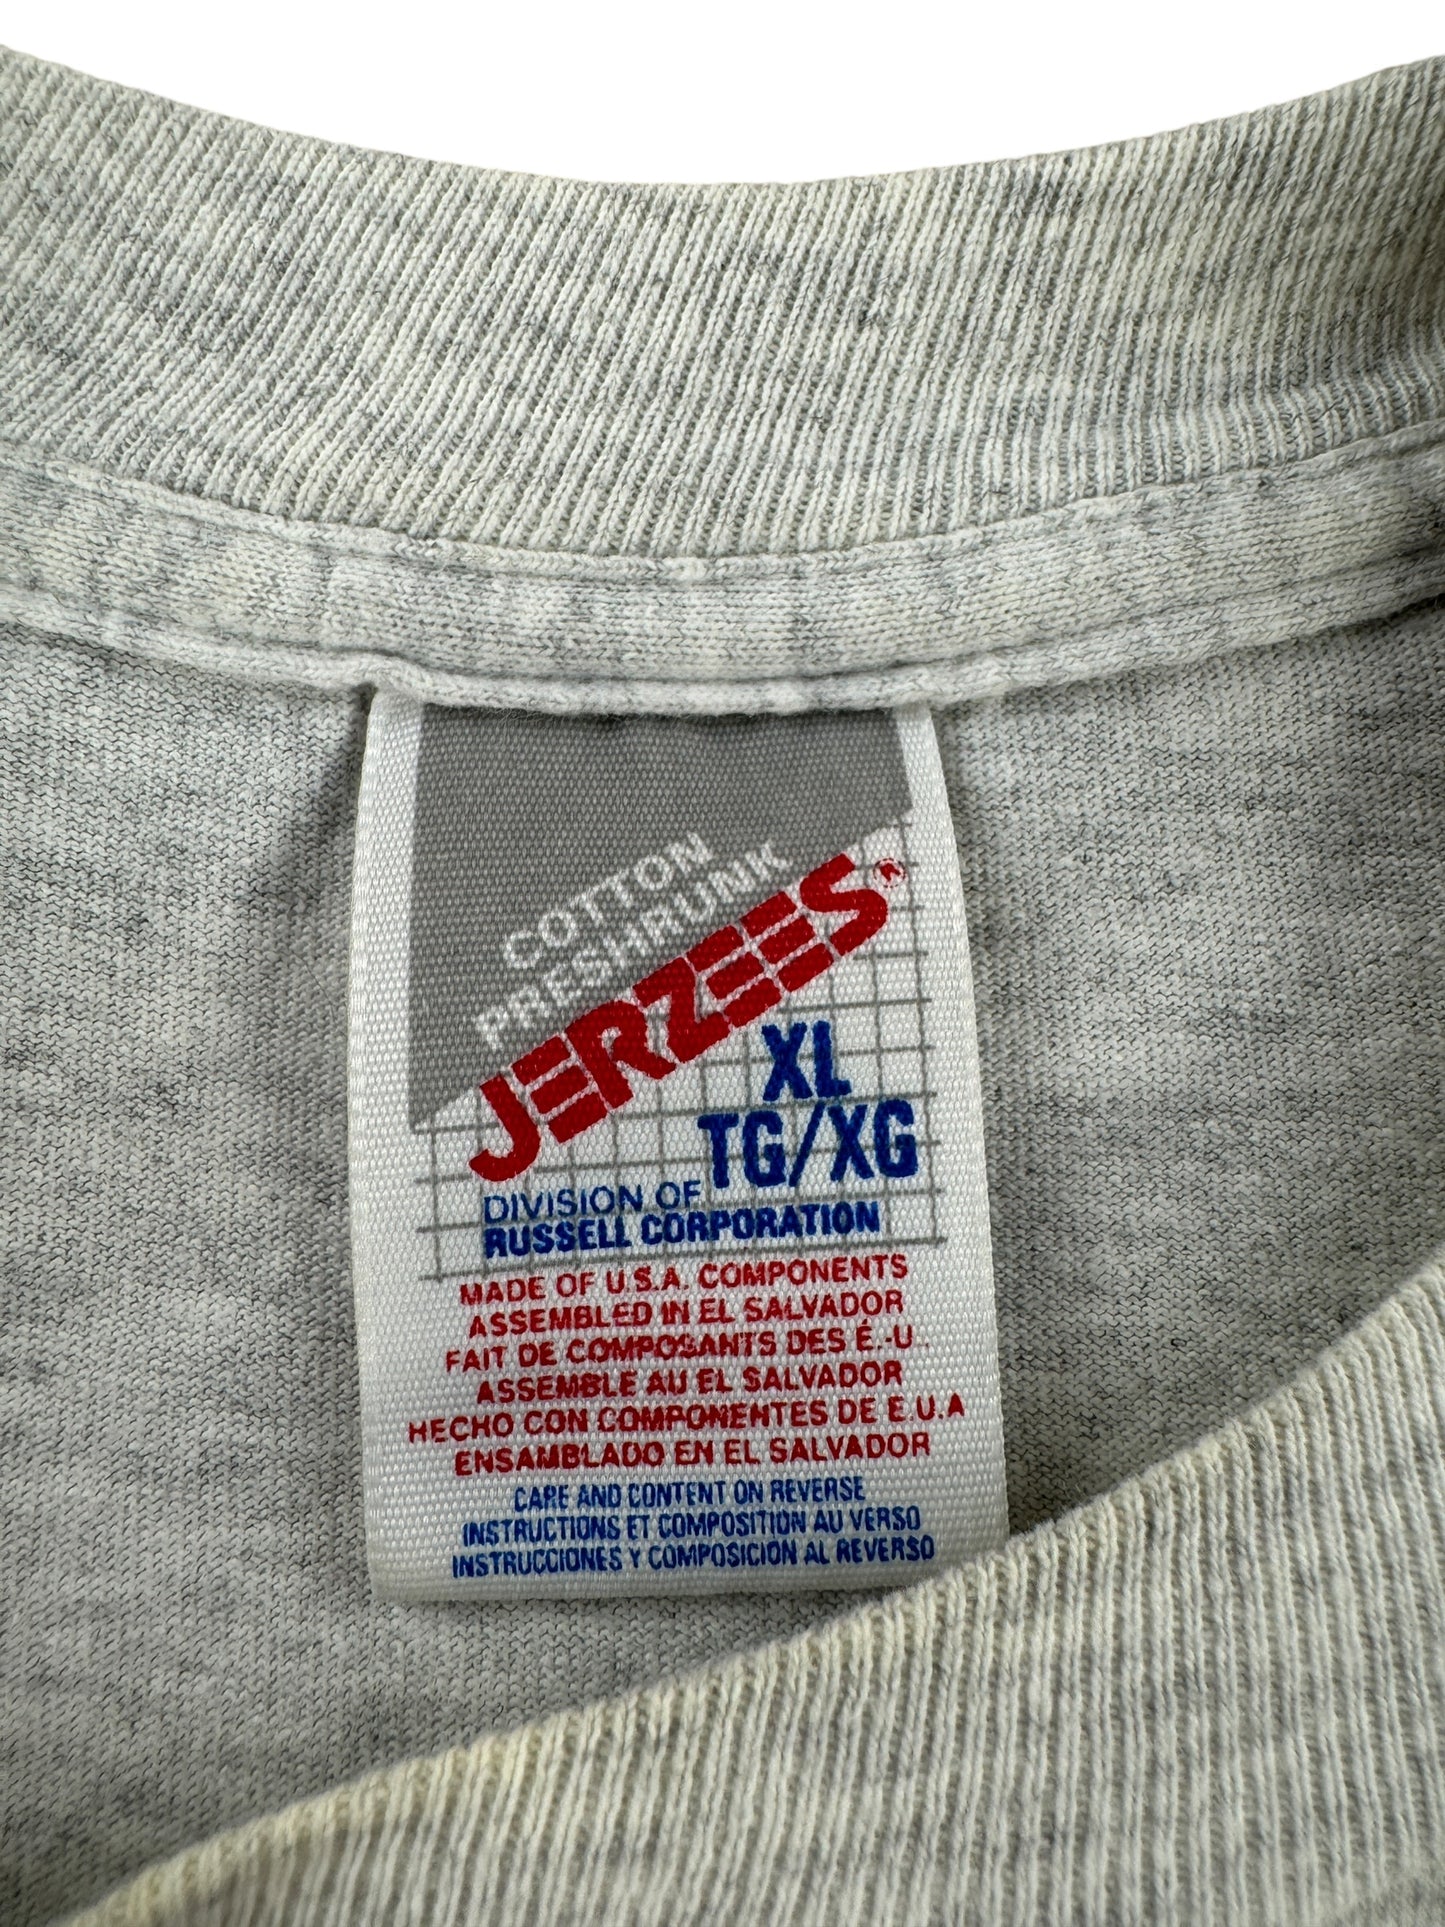 COTTON
PRESHRUNK
JERZEES®
XL
TG/XG
DIVISION OF
RUSSELL CORPORATION
MADE OF U.S.A. COMPONENTS
ASSEMBLED IN EL SALVADOR
FAIT DE COMPOSANTS DES É.-U.
ASSEMBLE AU EL SALVADOR
HECHO CON COMPONENTES DE E.U.A
ENSAMBLADO EN EL SALVADOR
CARE AND CONTENT ON REVERSE
INSTRUCTIONS ET COMPOSITION AU VERSO
INSTRUCCIONES Y COMPOSICION AL REVERSO